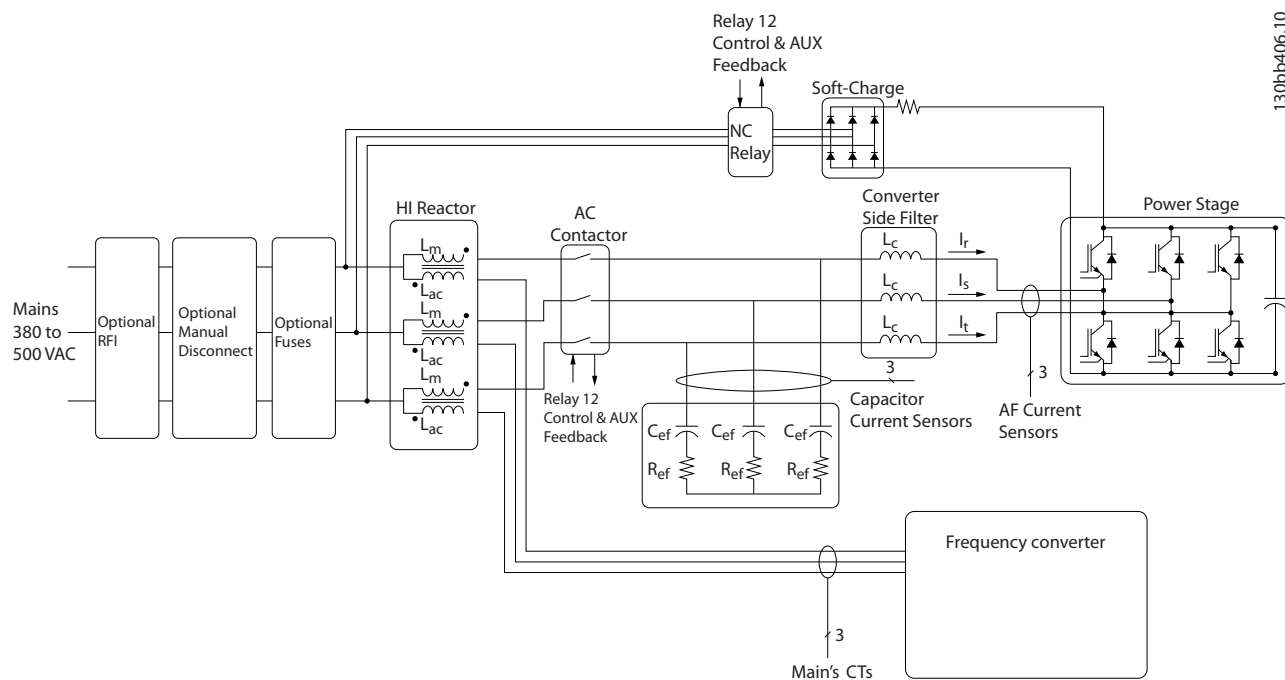 130bb406.10
Relay 12
Control & AUX
Feedback
Soft-Charge
NC
Relay
HI Reactor
AC
Contactor
Converter
Side Filter
Power Stage
Mains
380 to
500 VAC
Optional
RFI
Optional
Manual
Disconnect
Optional
Fuses
Lm
Lac
Lm
Lac
Lm
Lac
Lc
Lc
Lc
Ir
Is
It
Relay 12
Control & AUX
Feedback
3
Capacitor
Current Sensors
3
AF Current
Sensors
Cef
Cef
Cef
Ref
Ref
Ref
Frequency converter
3
Main's CTs